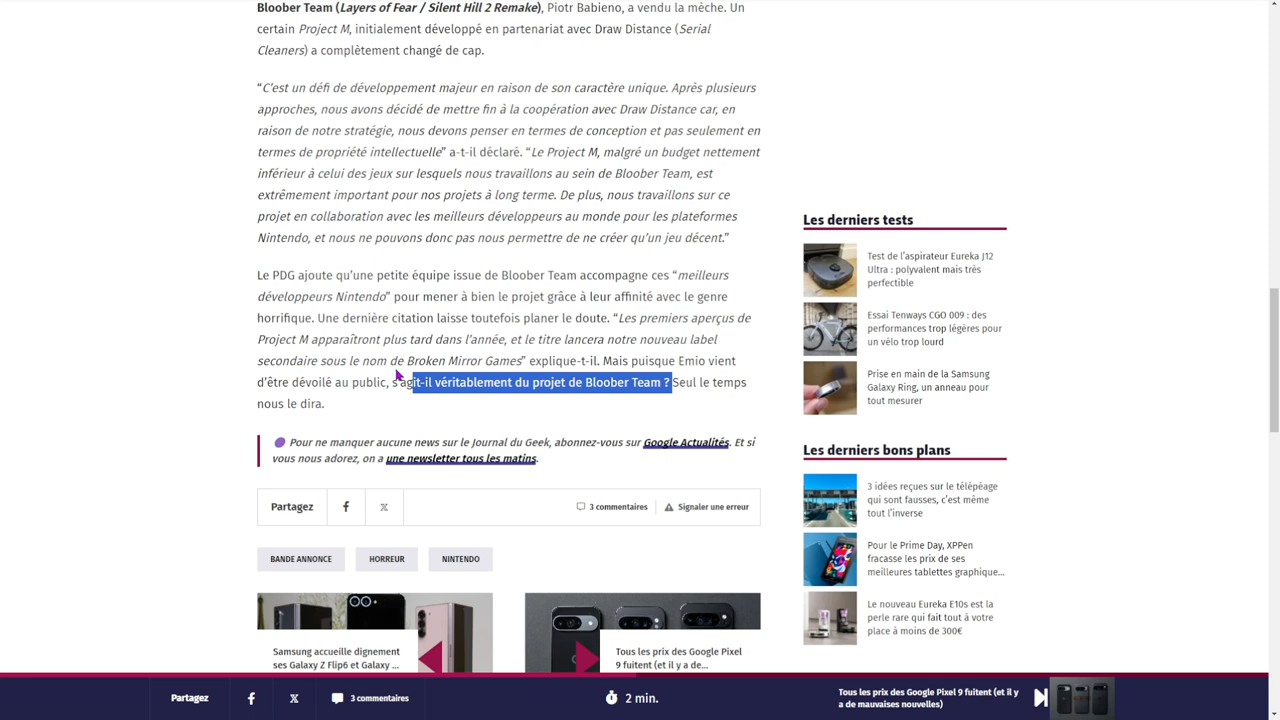 Bloober Team (Layers of Fear / Silent Hill 2 Remake), Piotr Babieno, a vendu la mèche. Un
certain Project M, initialement développé en partenariat avec Draw Distance (Serial
Cleaners) a complètement changé de cap.
“C'est un défi de développement majeur en raison de son caractère unique. Après plusieurs
approches, nous avons décidé de mettre fin à la coopération avec Draw Distance car, en
raison de notre stratégie, nous devons penser en termes de conception et pas seulement en
termes de propriété intellectuelle” a-t-il déclaré. “Le Project M, malgré un budget nettement
inférieur à celui des jeux sur lesquels nous travaillons au sein de Bloober Team, est
extrêmement important pour nos projets à long terme. De plus, nous travaillons sur ce
projet en collaboration avec les meilleurs développeurs au monde pour les plateformes
Nintendo, et nous ne pouvons donc pas nous permettre de ne créer qu’un jeu décent.”
Le PDG ajoute qu’une petite équipe issue de Bloober Team accompagne ces “meilleurs
développeurs Nintendo” pour mener à bien le projet grâce à leur affinité avec le genre
horrifique. Une dernière citation laisse toutefois planer le doute. “Les premiers aperçus de
Project M apparaîtront plus tard dans l’année, et le titre lancera notre nouveau label
secondaire sous le nom de Broken Mirror Games” explique-t-il. Mais puisque Emio vient
d’être dévoilé au public, s’agit-il véritablement du projet de Bloober Team ? Seul le temps
nous le dira.
Pour ne manquer aucune news sur le Journal du Geek, abonnez-vous sur Google Actualités. Et si
vous nous adorez, on a une newsletter tous les matins.
Partagez
3 commentaires
Signaler une erreur
BANDE ANNONCE
HORREUR
NINTENDO
Samsung accueille dignement
ses Galaxy Z Flip6 et Galaxy ...
Tous les prix des Google Pixel
9 fuitent (et il y a de...
Les derniers tests
Test de l’aspirateur Eureka J12
Ultra : polyvalent mais très
perfectible
Essai Tenways CGO 009 : des
performances trop légères pour
un vélo trop lourd
Prise en main de la Samsung
Galaxy Ring, un anneau pour
tout mesurer
Les derniers bons plans
3 idées reçues sur le télépéage
qui sont fausses, c’est même
tout l’inverse
Pour le Prime Day, XPPen
fracasse les prix de ses
meilleures tablettes graphique...
Le nouveau Eureka E10s est la
perle rare qui fait tout à votre
place à moins de 300€
Partagez
3 commentaires
2 min.
Tous les prix des Google Pixel 9 fuitent (et il y
a de mauvaises nouvelles)